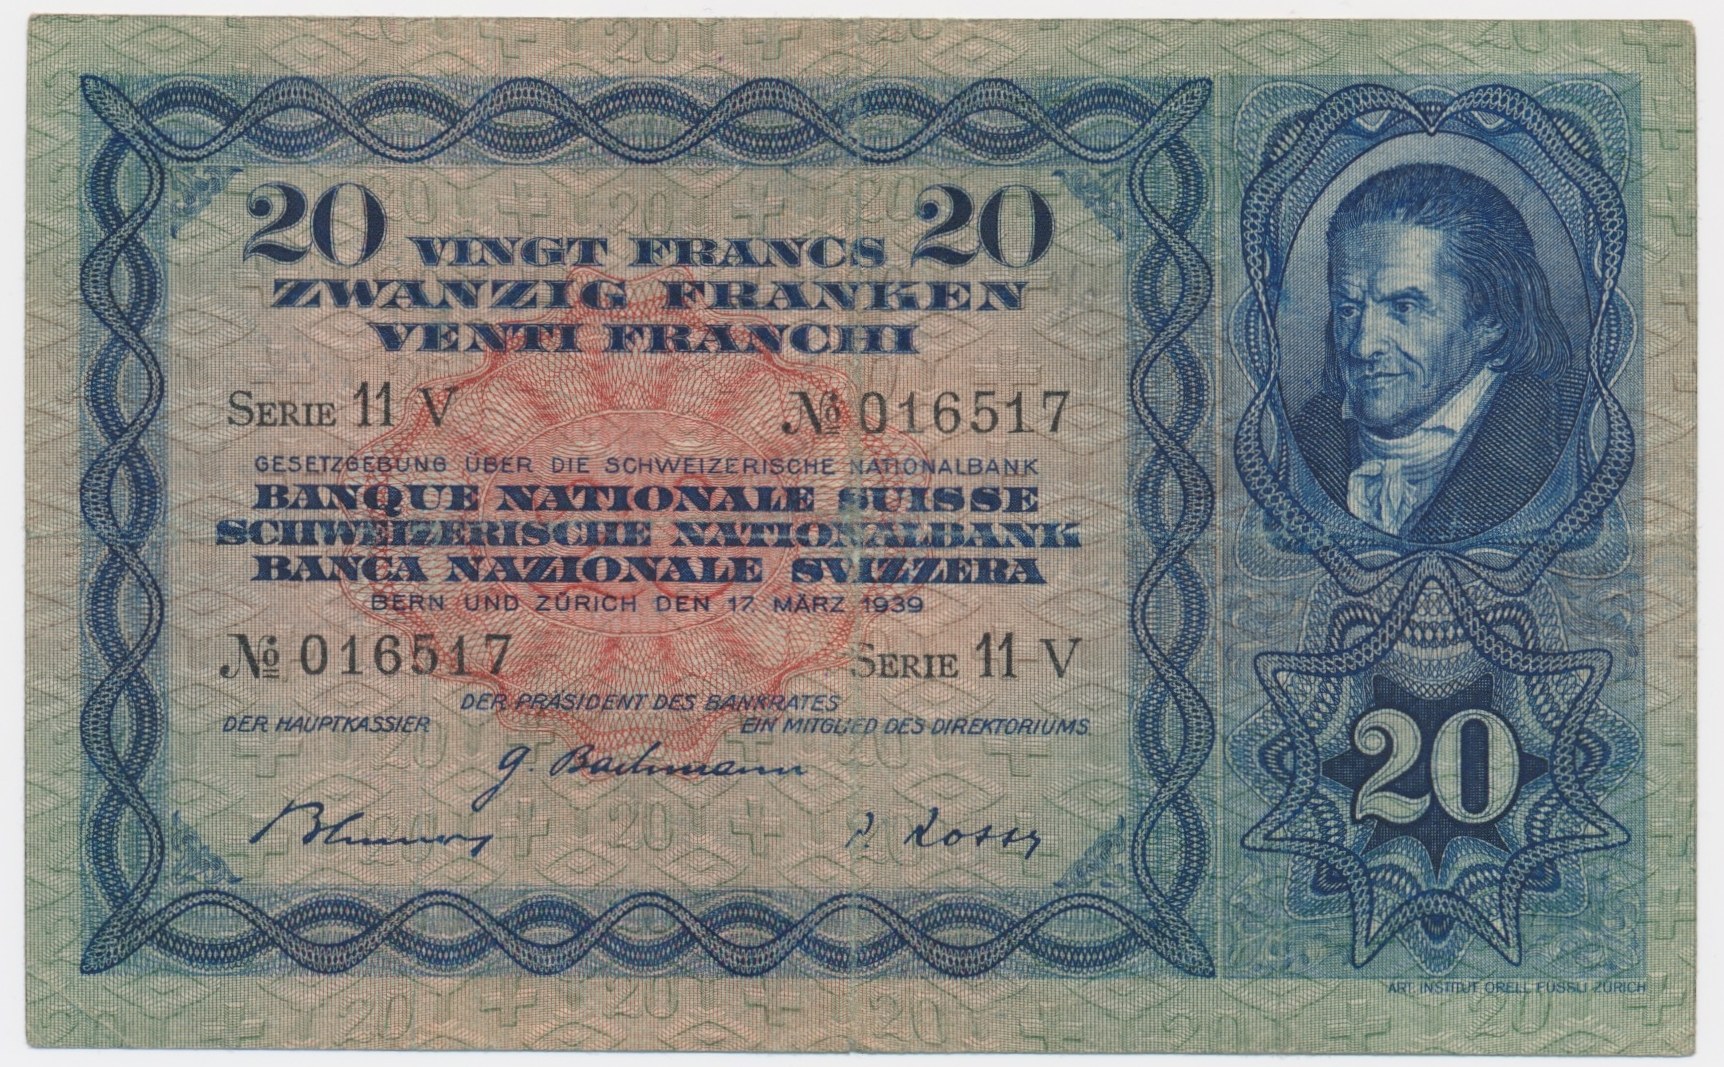 20 VINGT FRANCS 20
ZWANZIG FRANKEN
VENTI FRANCHI
SERIE 11 V № 016517
GESETZGEBUNG ÜBER DIE SCHWEIZERISCHE NATIONALBANK
BANQUE NATIONALE SUISSE
SCHWEIZERISCHE NATIONALBANK
BANCA NAZIONALE SVIZZERA
BERN UND ZÜRICH DEN 17. MÄRZ 1939
№ 016517 SERIE 11 V
DER PRÄSIDENT DES BANKRATES
DER HAUPTKASSIER EIN MITGLIED DES DIREKTORIUMS.
G. Bachmann
P. Rossy
20
ART. INSTITUT ORELL FÜSSLI ZÜRICH